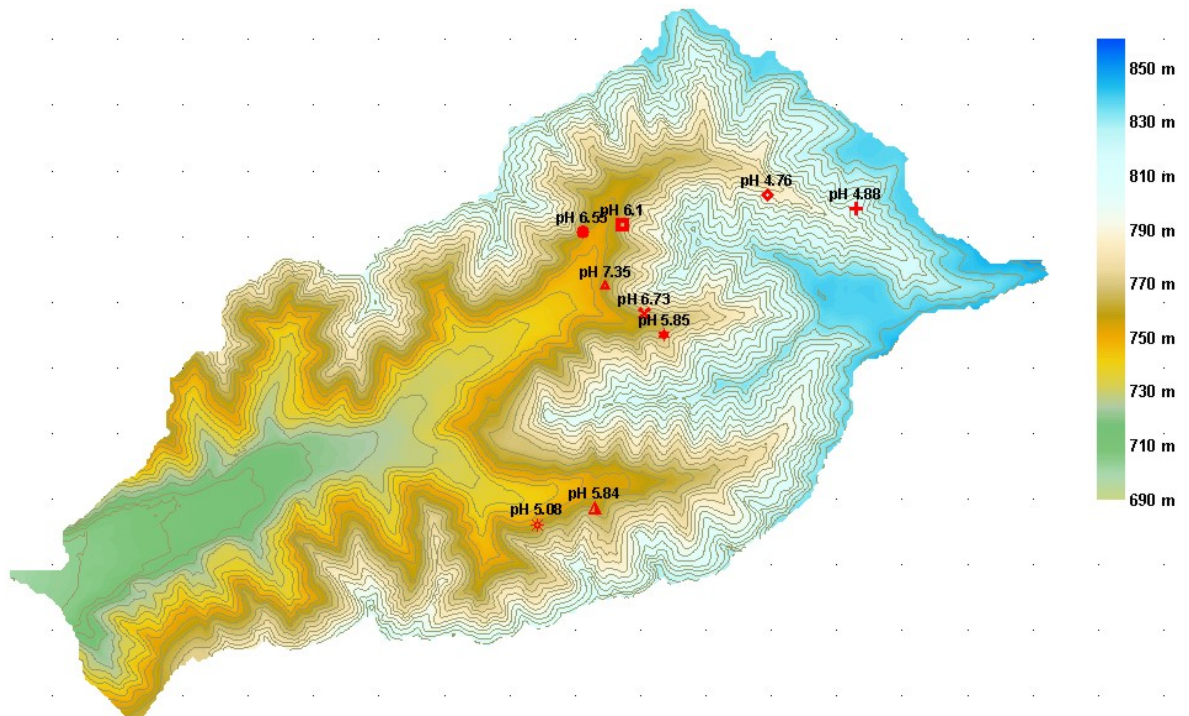 850 m
830 m
810 m
790 m
770 m
750 m
730 m
710 m
690 m
pH 4.76
pH 4.88
pH 6.55
pH 6.1
pH 7.35
pH 6.73
pH 5.85
pH 5.84
pH 5.08